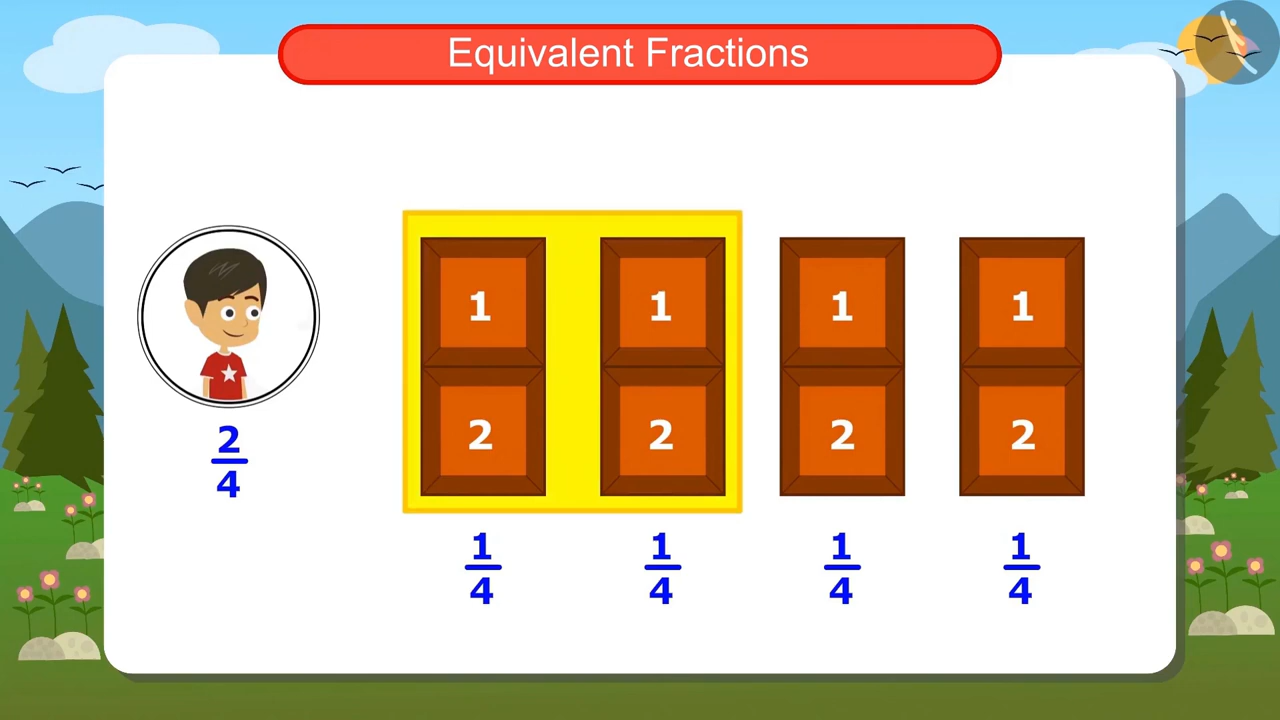 Equivalent Fractions
1 1 1 1
2 2 2 2
2/4
1/4 1/4 1/4 1/4